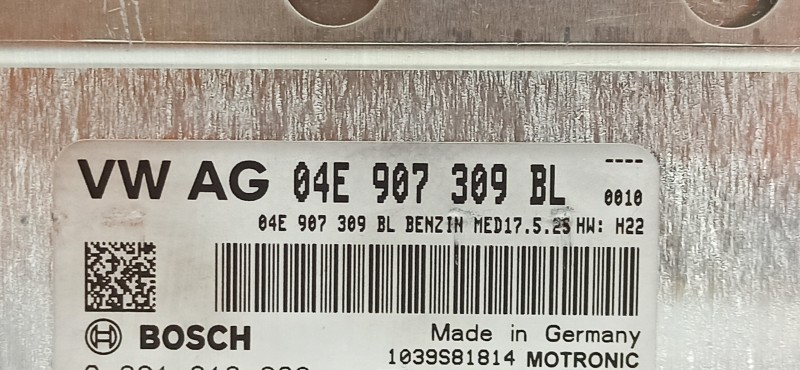 VW AG 04E 907 309 BL ---- 0010
04E 907 309 BL BENZIN MED17.5.25 HW: H22
BOSCH
Made in Germany
1039S81814 MOTRONIC